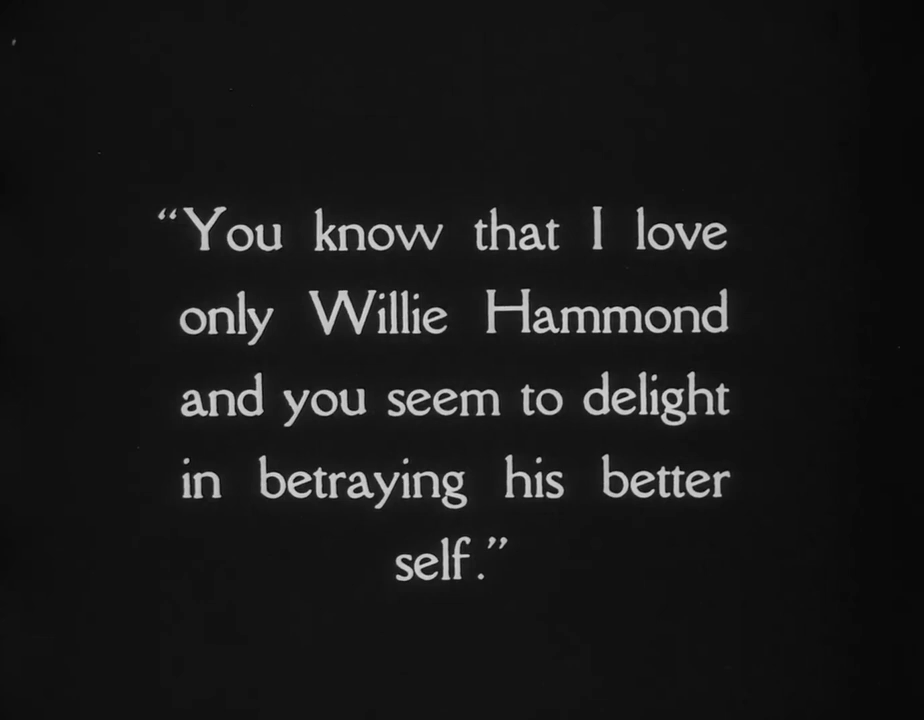 “You know that I love
only Willie Hammond
and you seem to delight
in betraying his better
self.”